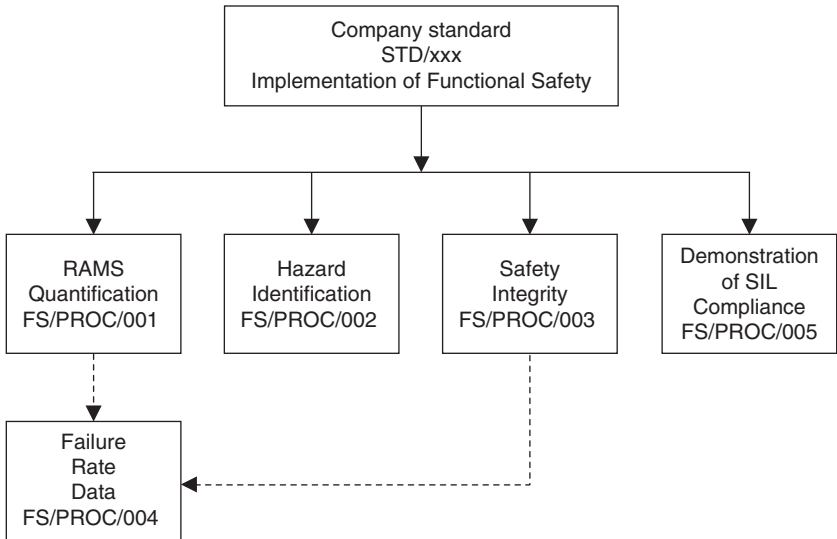 Company standard
STD/xxx
Implementation of Functional Safety
RAMS
Quantification
FS/PROC/001
Hazard
Identification
FS/PROC/002
Safety
Integrity
FS/PROC/003
Demonstration
of SIL
Compliance
FS/PROC/005
Failure
Rate
Data
FS/PROC/004